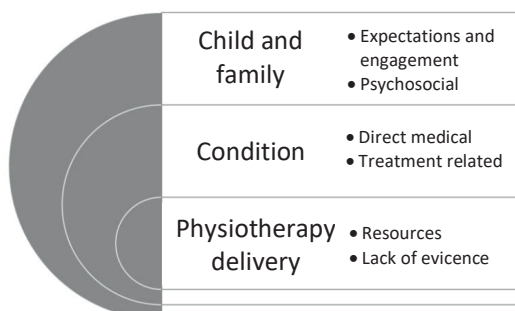 Child and
family
• Expectations and
engagement
• Psychosocial
Condition
• Direct medical
• Treatment related
Physiotherapy
delivery
• Resources
• Lack of evicence